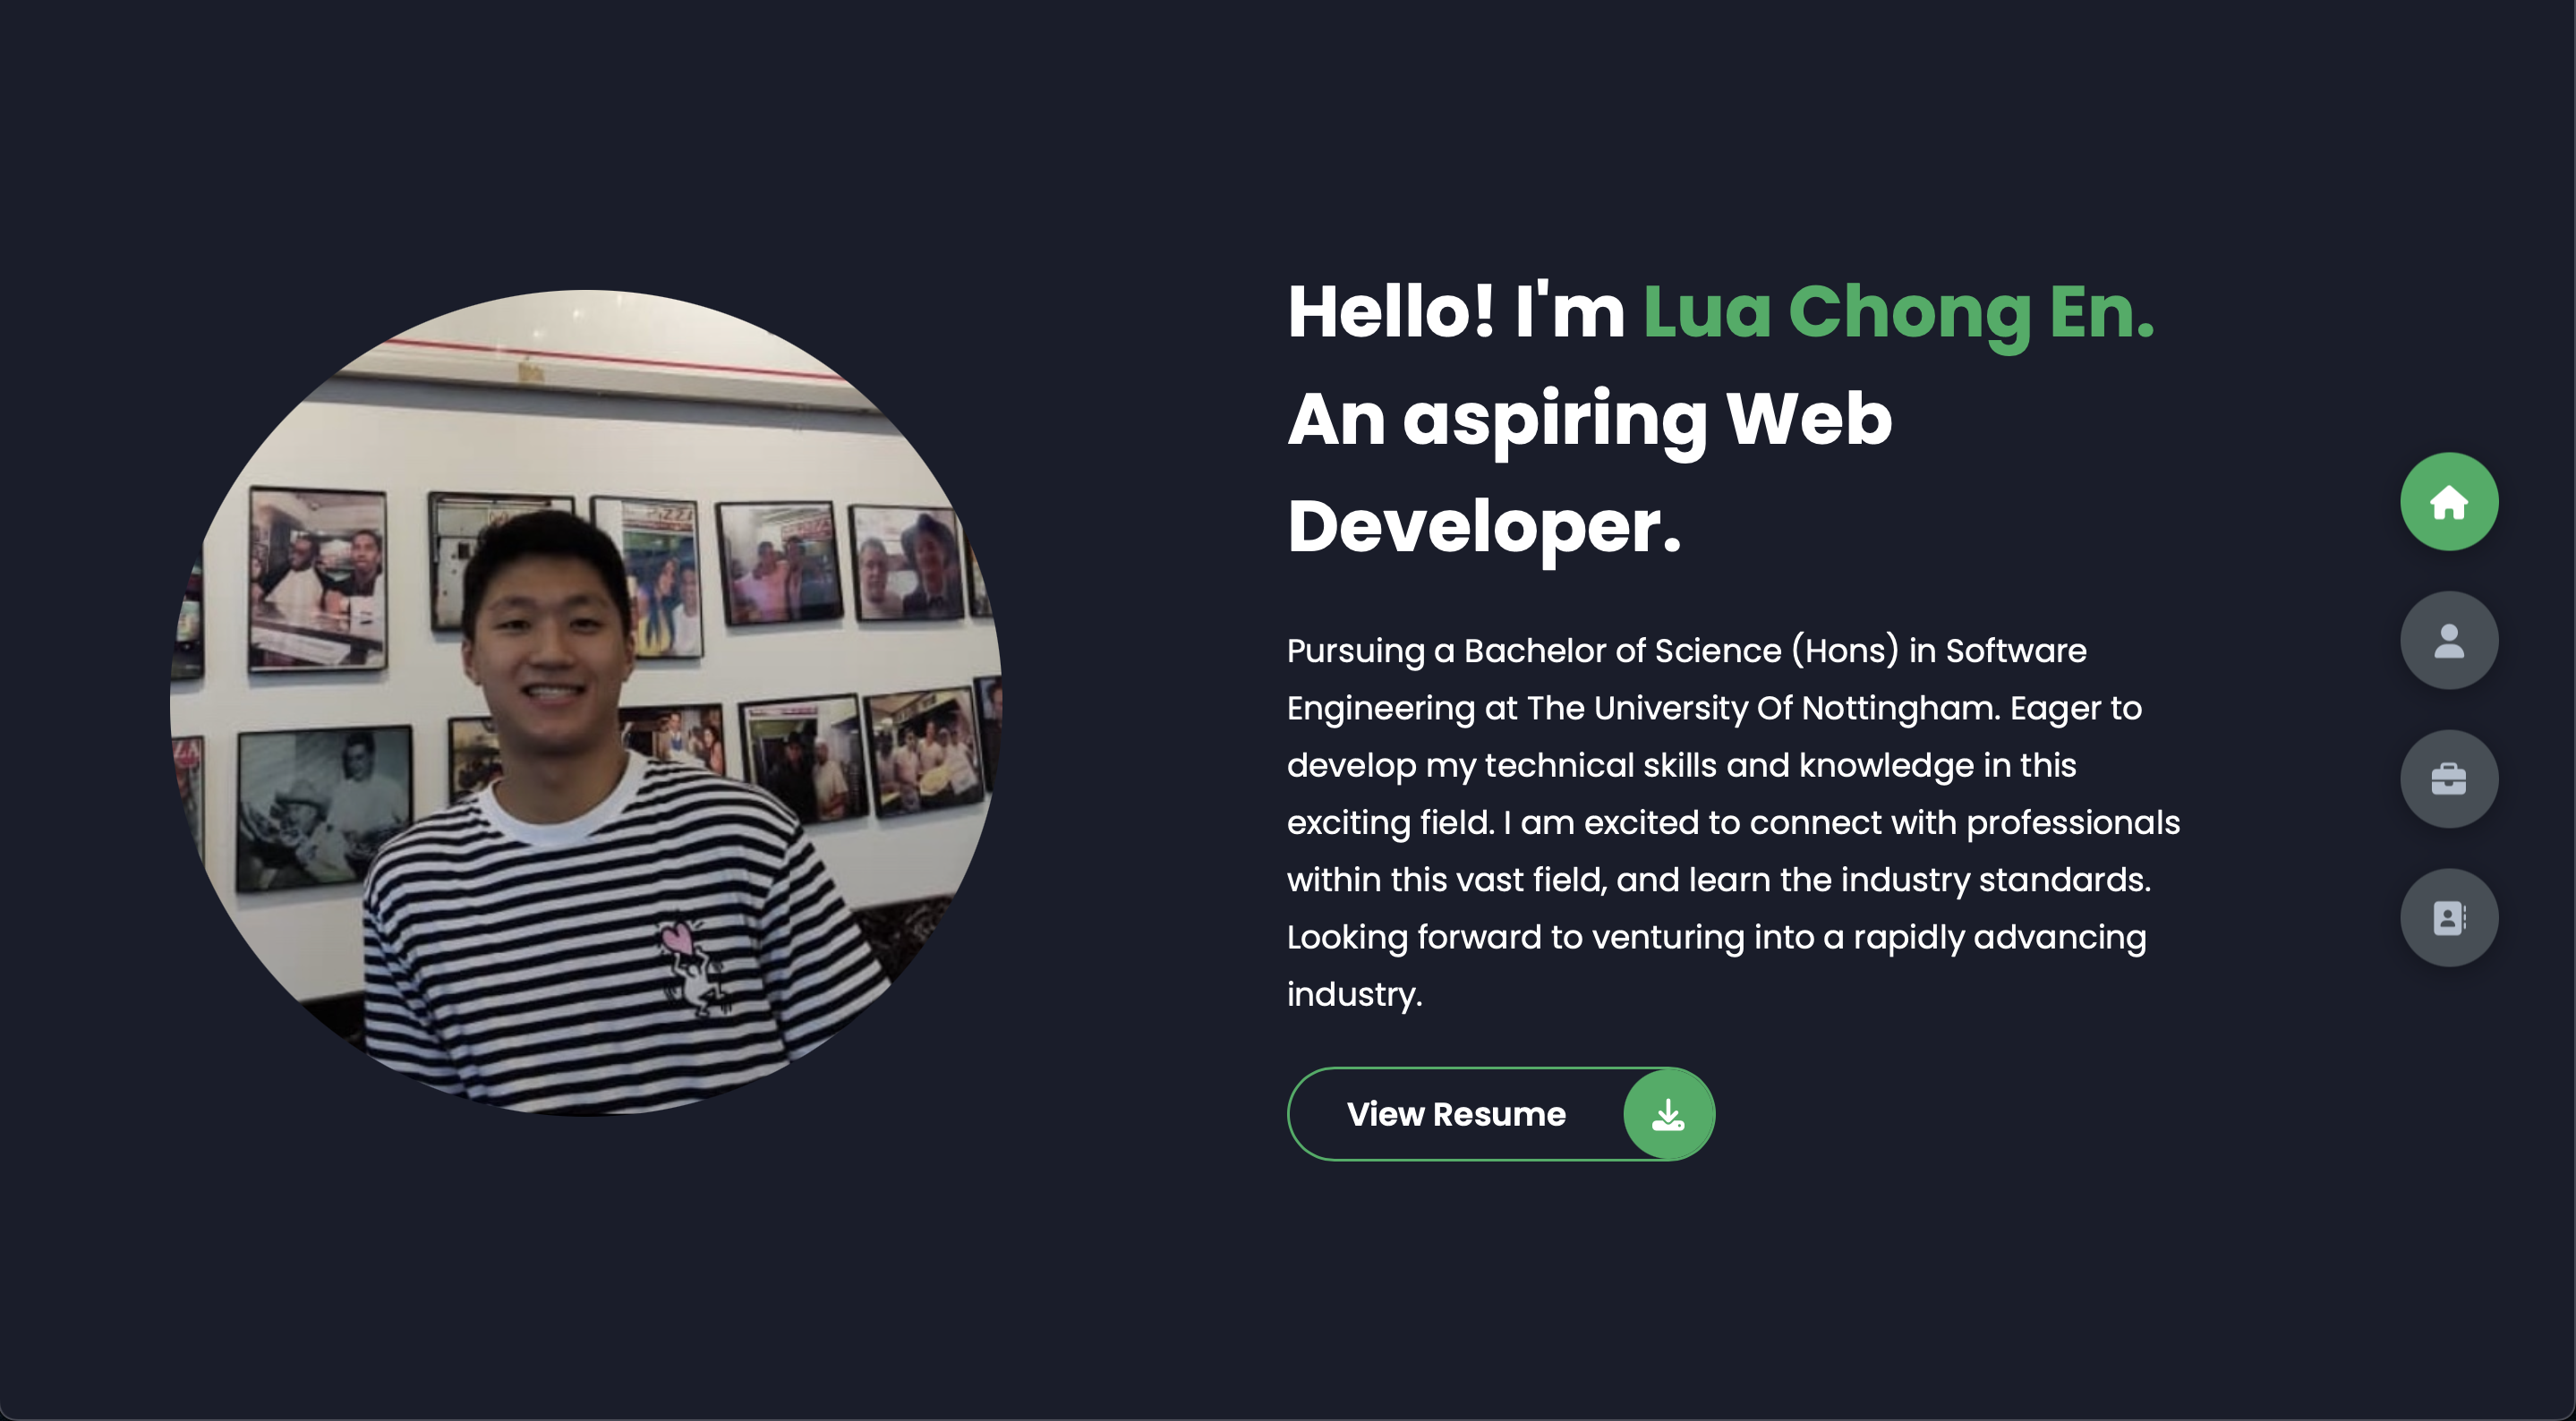 Hello! I'm Lua Chong En.
An aspiring Web
Developer.
Pursuing a Bachelor of Science (Hons) in Software
Engineering at The University Of Nottingham. Eager to
develop my technical skills and knowledge in this
exciting field. I am excited to connect with professionals
within this vast field, and learn the industry standards.
Looking forward to venturing into a rapidly advancing
industry.
View Resume